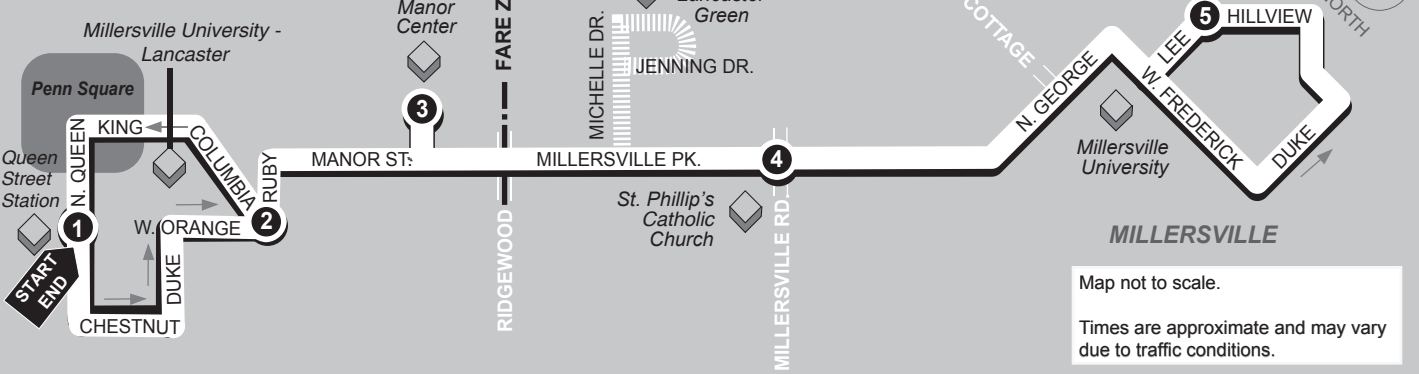 Manor
Center
FARE Z
Green
COTTAGE
ORTH
5
HILLVIEW
LEE
Millersville University -
Lancaster
Penn Square
MICHELLE DR.
JENNING DR.
3
N. GEORGE
W. FREDERICK
DUKE
Millersville
University
KING
COLUMBIA
N. QUEEN
Queen
Street
Station
RUBY
MANOR ST.
MILLERSVILLE PK.
4
1
W. ORANGE
2
St. Phillip's
Catholic
Church
RIDGEWOOD
MILLERSVILLE RD.
MILLERSVILLE
START
END
DUKE
CHESTNUT
Map not to scale.
Times are approximate and may vary
due to traffic conditions.